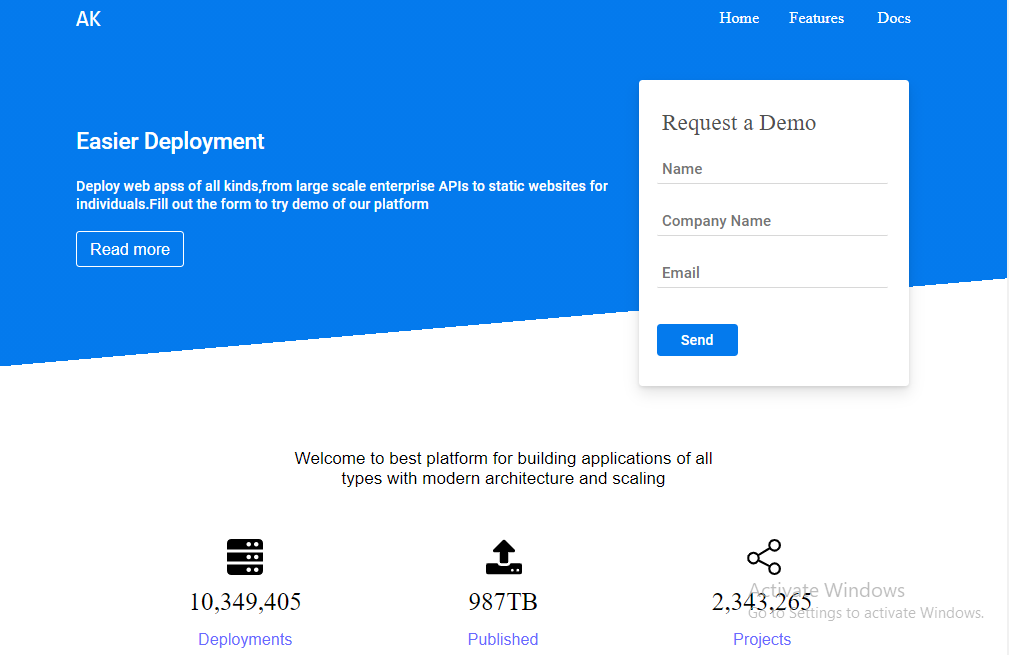 AK
Home Features Docs
Easier Deployment
Deploy web apss of all kinds,from large scale enterprise APIs to static websites for
individuals.Fill out the form to try demo of our platform
Read more
Request a Demo
Name
Company Name
Email
Send
Welcome to best platform for building applications of all
types with modern architecture and scaling
10,349,405
Deployments
987TB
Published
2,343,265
Projects
Activate Windows
Go to Settings to activate Windows.